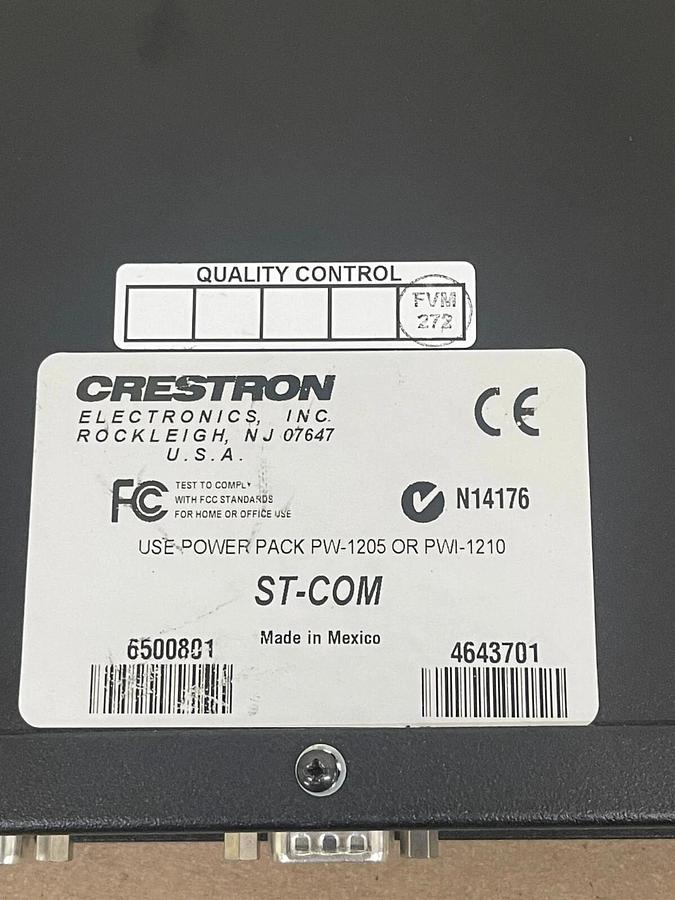 QUALITY CONTROL
FVM
272
CRESTRON
ELECTRONICS, INC.
ROCKLEIGH, NJ 07647
U.S.A.
CE
FC TEST TO COMPLY
WITH FCC STANDARDS
FOR HOME OR OFFICE USE
N14176
USE POWER PACK PW-1205 OR PWI-1210
ST-COM
Made in Mexico
6500801
4643701